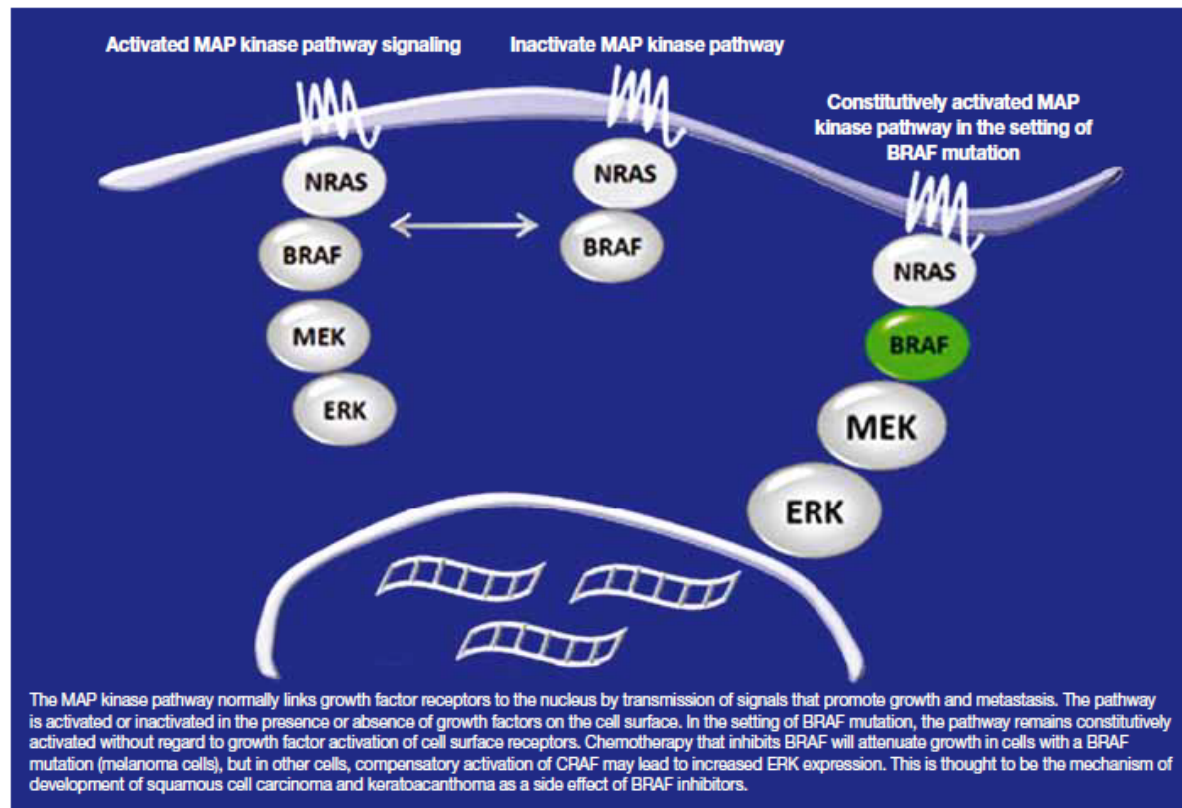 Activated MAP kinase pathway signaling
Inactivate MAP kinase pathway
Constitutively activated MAP
kinase pathway in the setting of
BRAF mutation
NRAS
BRAF
MEK
ERK
NRAS
BRAF
NRAS
BRAF
MEK
ERK
The MAP kinase pathway normally links growth factor receptors to the nucleus by transmission of signals that promote growth and metastasis. The pathway
is activated or inactivated in the presence or absence of growth factors on the cell surface. In the setting of BRAF mutation, the pathway remains constitutively
activated without regard to growth factor activation of cell surface receptors. Chemotherapy that inhibits BRAF will attenuate growth in cells with a BRAF
mutation (melanoma cells), but in other cells, compensatory activation of CRAF may lead to increased ERK expression. This is thought to be the mechanism of
development of squamous cell carcinoma and keratoacanthoma as a side effect of BRAF inhibitors.